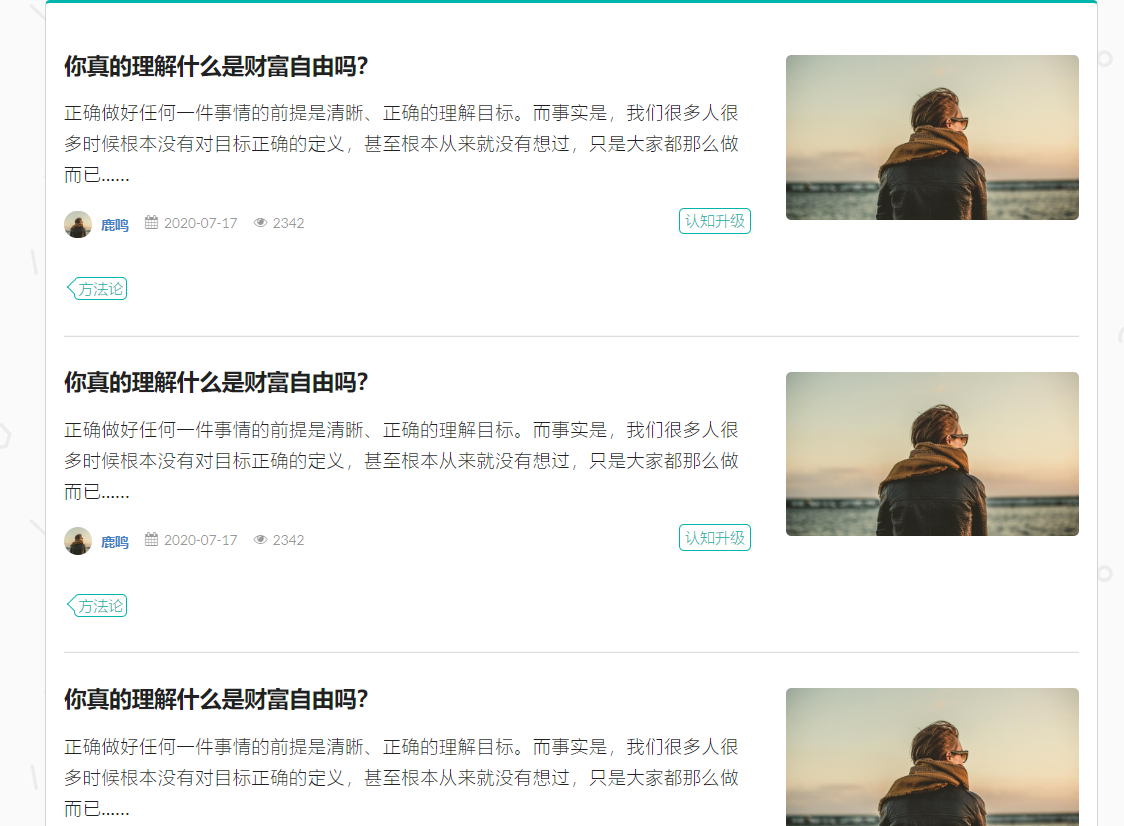 你真的理解什么是财富自由吗？
正确做好任何一件事情的前提是清晰、正确的理解目标。而事实是，我们很多人很
多时候根本没有对目标正确的定义，甚至根本从来就没有想过，只是大家都那么做
而已......
鹿鸣 2020-07-17 2342 认知升级
方法论
你真的理解什么是财富自由吗？
正确做好任何一件事情的前提是清晰、正确的理解目标。而事实是，我们很多人很
多时候根本没有对目标正确的定义，甚至根本从来就没有想过，只是大家都那么做
而已......
鹿鸣 2020-07-17 2342 认知升级
方法论
你真的理解什么是财富自由吗？
正确做好任何一件事情的前提是清晰、正确的理解目标。而事实是，我们很多人很
多时候根本没有对目标正确的定义，甚至根本从来就没有想过，只是大家都那么做
而已......